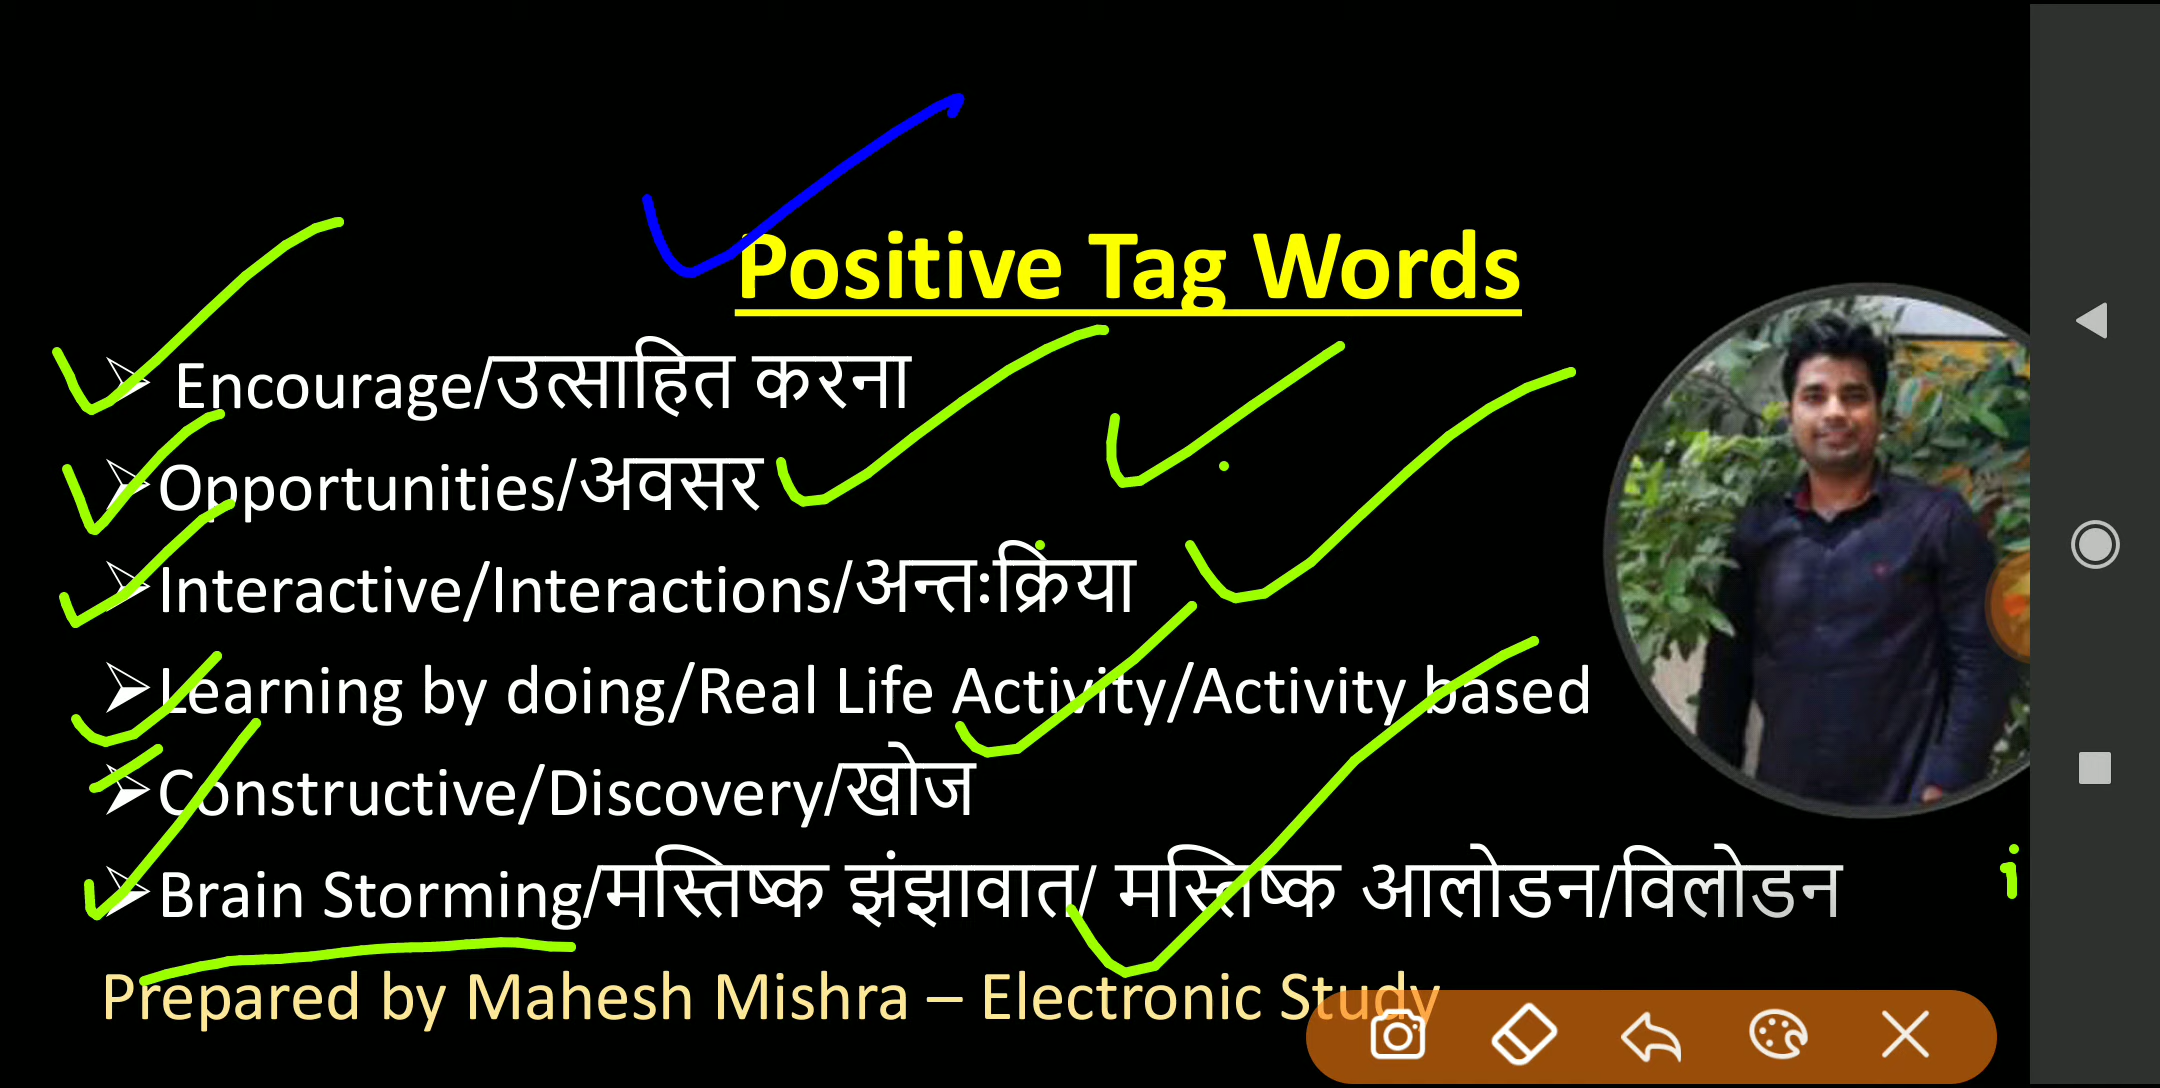 Positive Tag Words
Encourage/उत्साहित करना
Opportunities/अवसर
Interactive/Interactions/अन्तःक्रिया
Learning by doing/Real Life Activity/Activity based
Constructive/Discovery/खोज
Brain Storming/मस्तिष्क झंझावात/ मस्तिष्क आलोडन/विलोडन
Prepared by Mahesh Mishra – Electronic Study